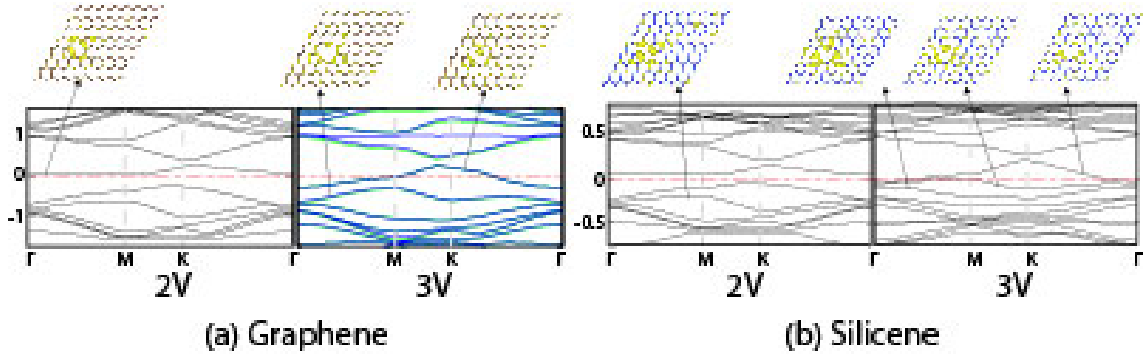 1
0
-1
Γ M K Γ M K Γ
2V 3V
(a) Graphene
0.5
0
-0.5
Γ M K Γ M K Γ
2V 3V
(b) Silicene